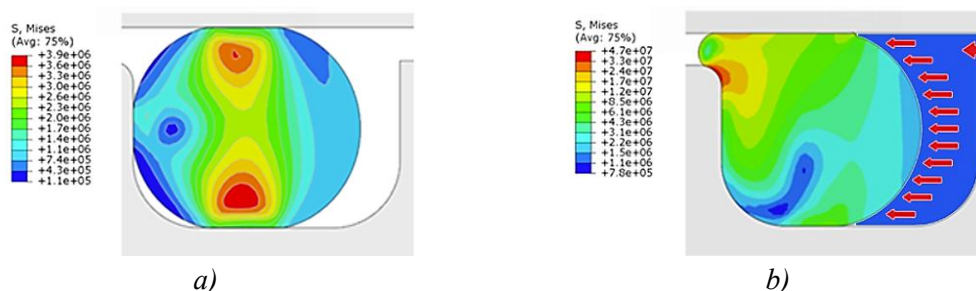 S, Mises
(Avg: 75%)
+3.9e+06
+3.6e+06
+3.3e+06
+3.0e+06
+2.6e+06
+2.3e+06
+2.0e+06
+1.7e+06
+1.4e+06
+1.1e+06
+7.4e+05
+4.3e+05
+1.1e+05
S, Mises
(Avg: 75%)
+4.7e+07
+3.3e+07
+2.4e+07
+1.7e+07
+1.2e+07
+8.5e+06
+6.1e+06
+4.3e+06
+3.1e+06
+2.2e+06
+1.5e+06
+1.1e+06
+7.8e+05
a)
b)